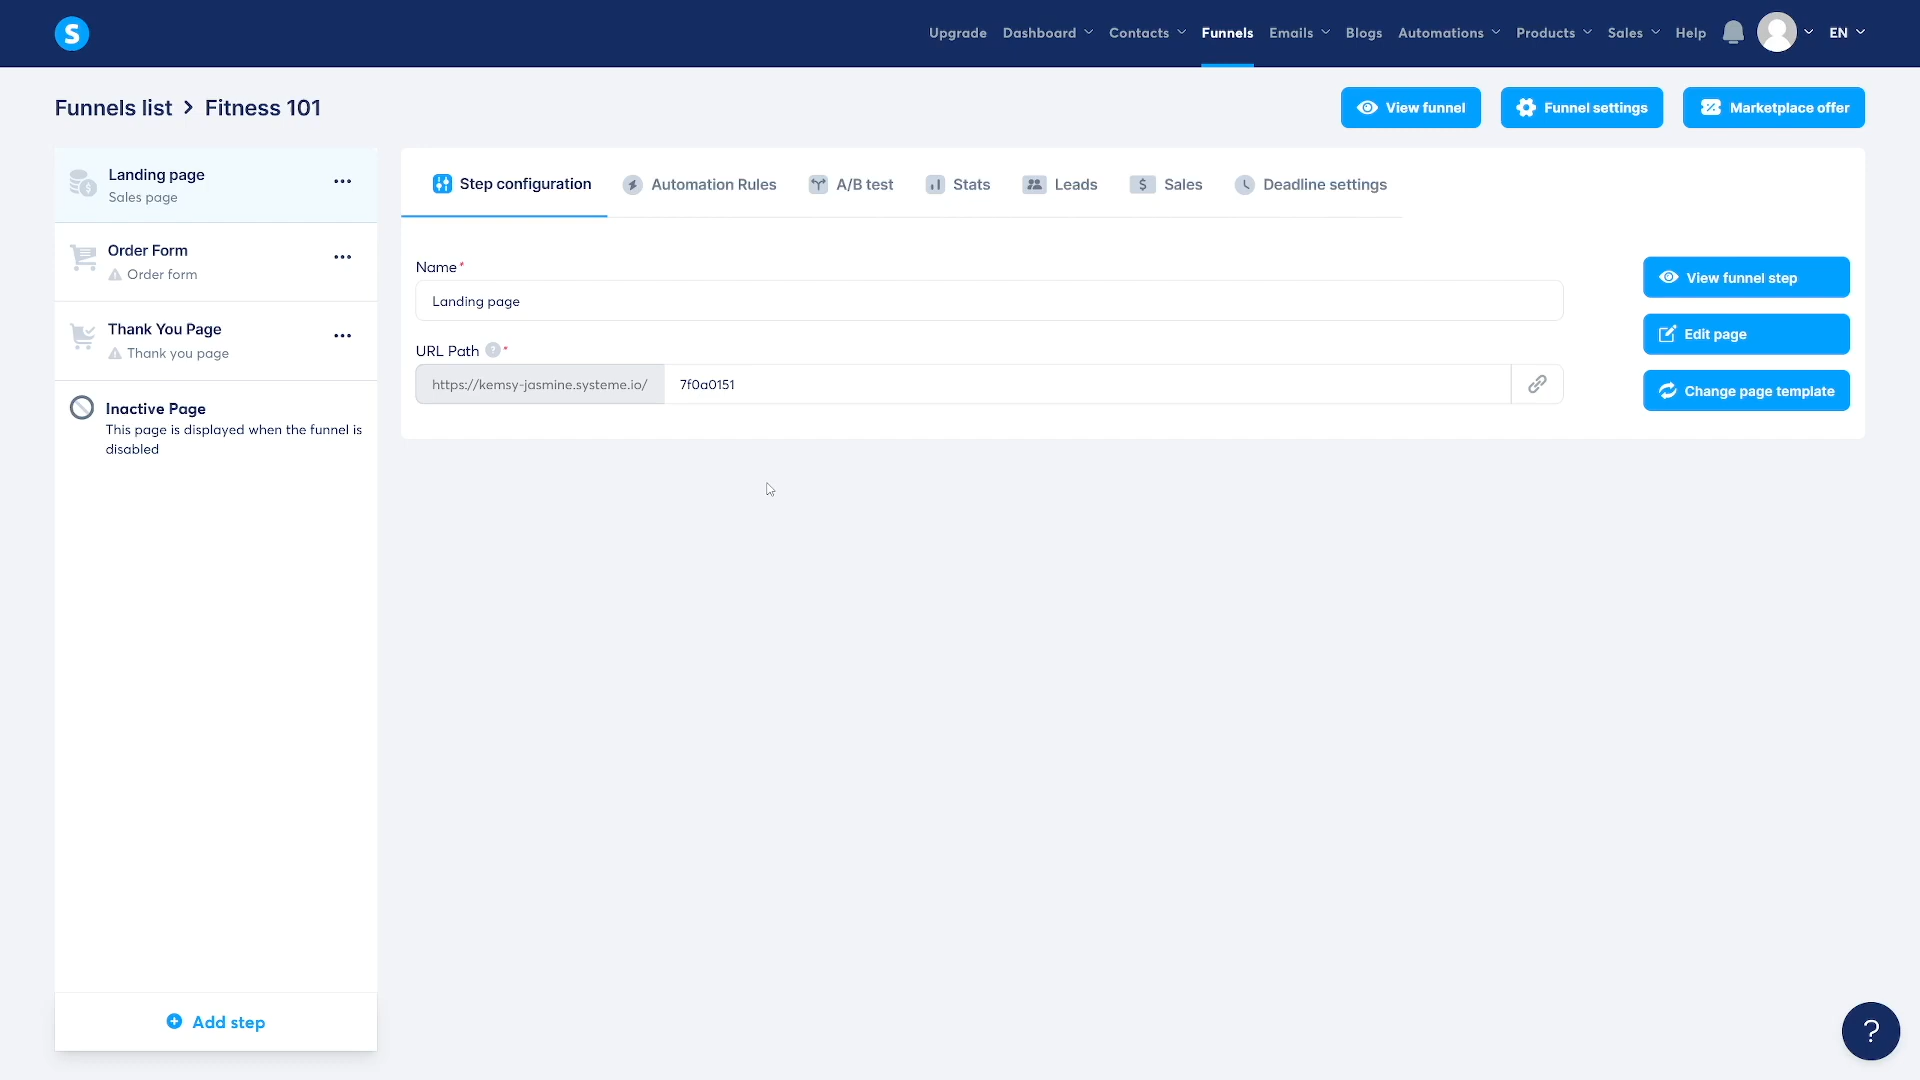 S
Upgrade Dashboard Contacts Funnels Emails Blogs Automations Products Sales Help EN
Funnels list > Fitness 101
View funnel
Funnel settings
Marketplace offer
Landing page
Sales page
Order Form
Order form
Thank You Page
Thank you page
Inactive Page
This page is displayed when the funnel is
disabled
Add step
Step configuration
Automation Rules
A/B test
Stats
Leads
$ Sales
Deadline settings
Name*
Landing page
URL Path ? *
https://kemsy-jasmine.systeme.io/ 7f0a0151
View funnel step
Edit page
Change page template
?